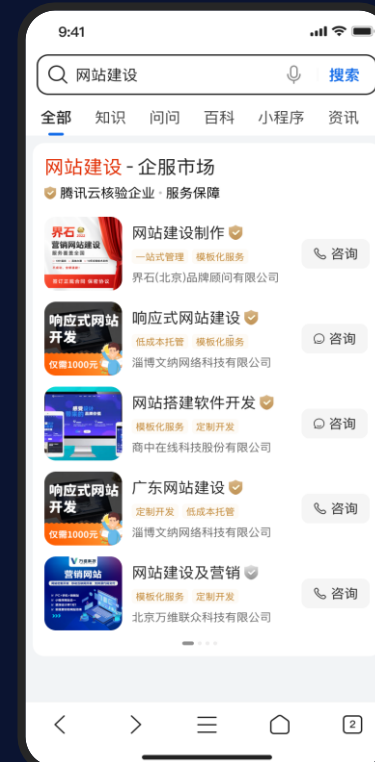 9:41
网站建设
搜索
全部 知识 问问 百科 小程序 资讯
网站建设 - 企服市场
腾讯云核验企业 · 服务保障
界石
营销网站建设
网站建设制作
一站式管理 模板化服务
界石(北京)品牌顾问有限公司
咨询
响应式网站
开发
仅需1000元
响应式网站建设
低成本托管 模板化服务
淄博文纳网络科技有限公司
咨询
网站搭建软件开发
模板化服务 定制开发
商中在线科技股份有限公司
咨询
响应式网站
开发
仅需1000元
广东网站建设
定制开发 低成本托管
淄博文纳网络科技有限公司
咨询
营销网站
网站建设及营销
模板化服务 定制开发
北京万维联众科技有限公司
咨询
2